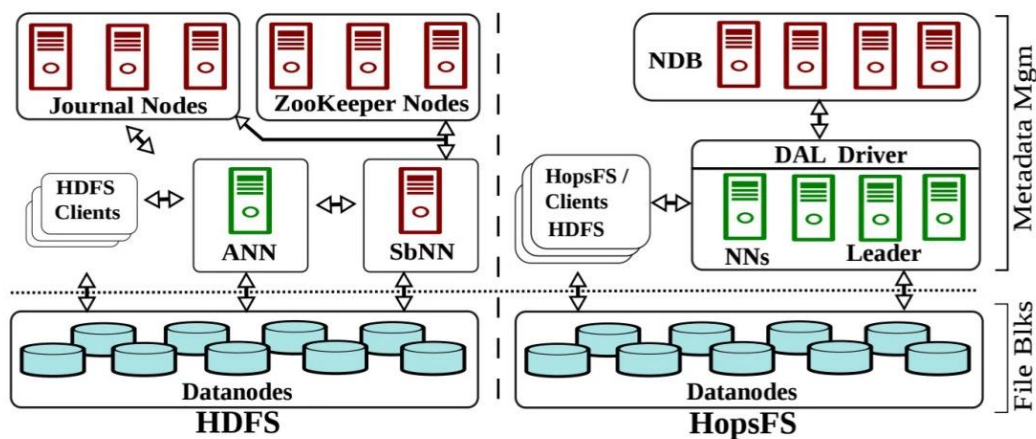 Journal Nodes
ZooKeeper Nodes
HDFS
Clients
ANN
SbNN
Datanodes
HDFS
NDB
DAL Driver
HopsFS /
Clients
HDFS
NNs
Leader
Datanodes
HopsFS
Metadata Mgm
File Blks